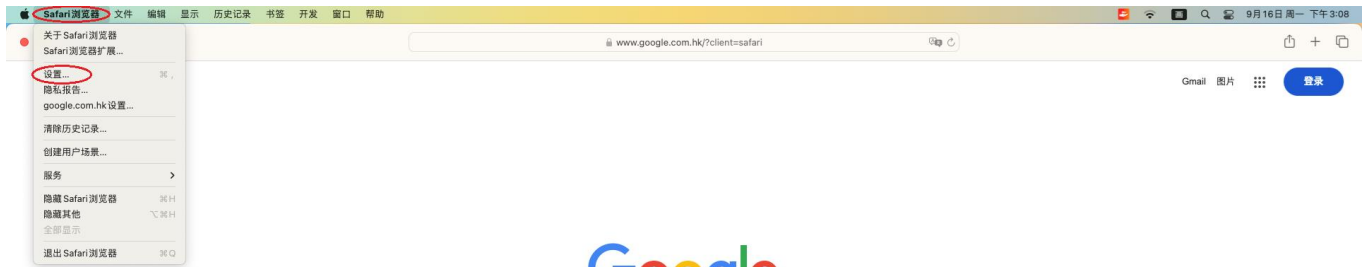 Safari浏览器 文件 编辑 显示 历史记录 书签 开发 窗口 帮助 9月16日 周一 下午3:08
www.google.com.hk/?client=safari
关于 Safari浏览器
Safari浏览器扩展...
设置... ⌘ ,
隐私报告...
google.com.hk设置...
清除历史记录...
创建用户场景...
服务 >
隐藏 Safari浏览器 ⌘H
隐藏其他 ⌥⌘H
全部显示
退出 Safari浏览器 ⌘Q
Gmail 图片 登录
Google